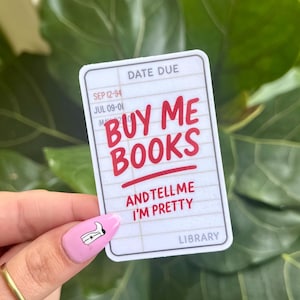 DATE DUE
SEP 12-94
JUL 09-01
BUY ME
BOOKS
AND TELL ME
I'M PRETTY
LIBRARY